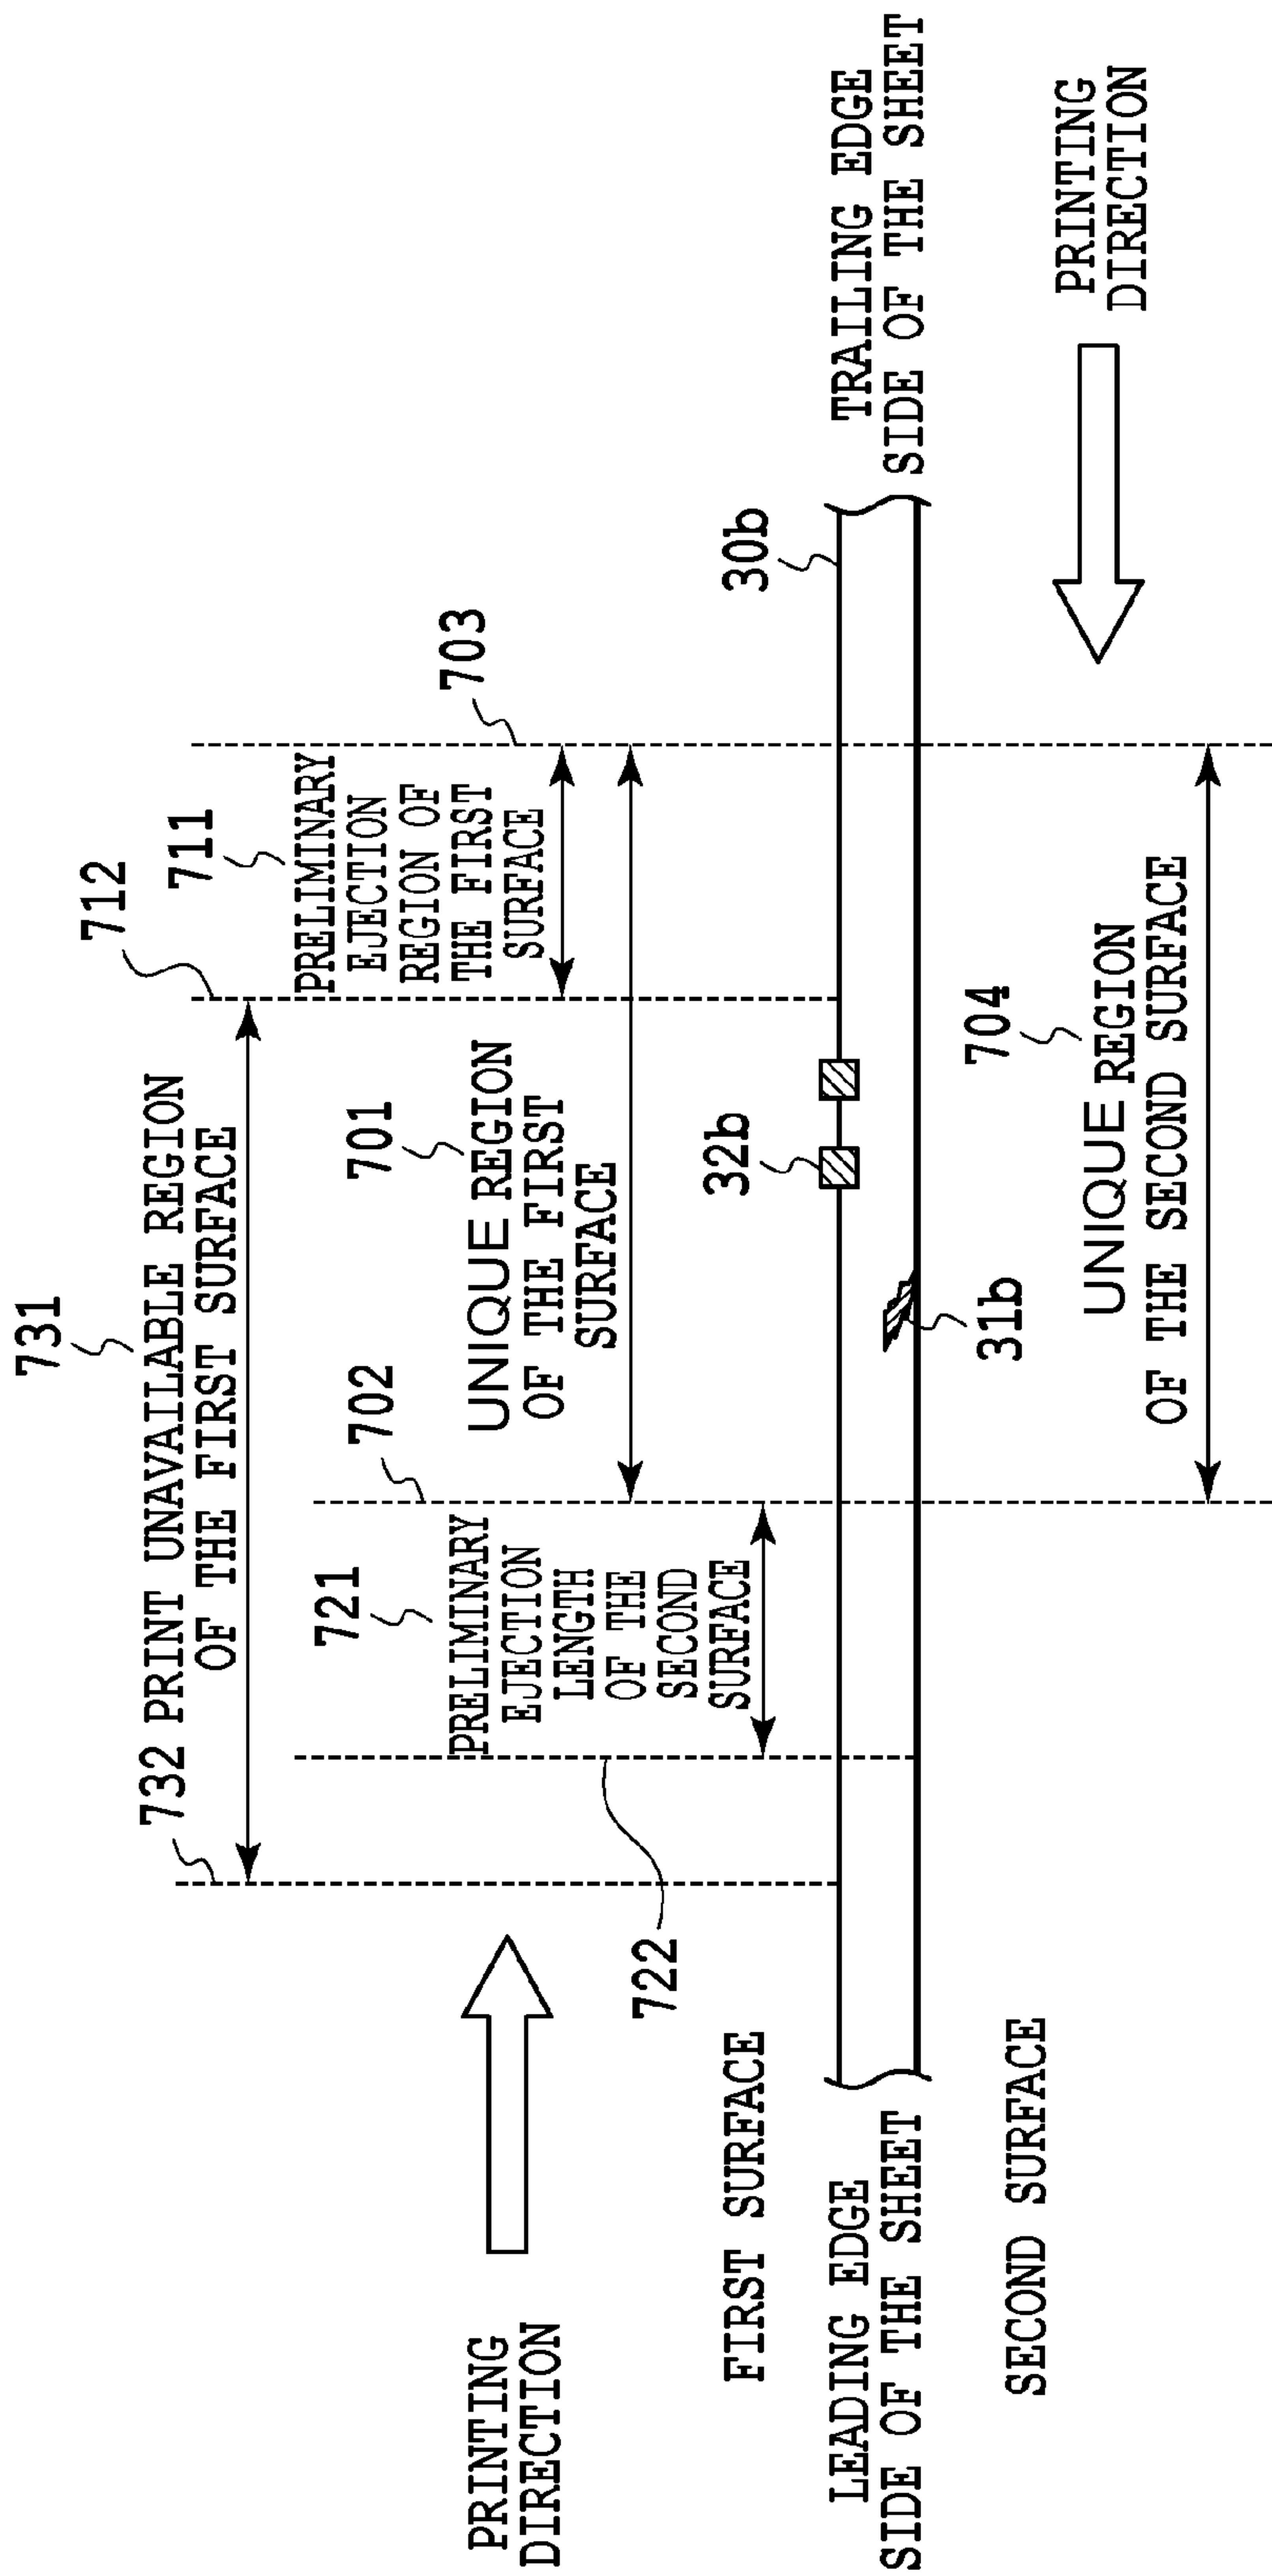 731
732 PRINT UNAVAILABLE REGION
OF THE FIRST SURFACE
712
711
PRELIMINARY
EJECTION
REGION OF
THE FIRST
SURFACE
703
702
701
UNIQUE REGION
OF THE FIRST
SURFACE
721
PRELIMINARY
EJECTION
LENGTH
OF THE
SECOND
SURFACE
PRINTING
DIRECTION
722
32b
30b
FIRST SURFACE
LEADING EDGE
SIDE OF THE SHEET
TRAILING EDGE
SIDE OF THE SHEET
SECOND SURFACE
31b
704
UNIQUE REGION
OF THE SECOND SURFACE
PRINTING
DIRECTION